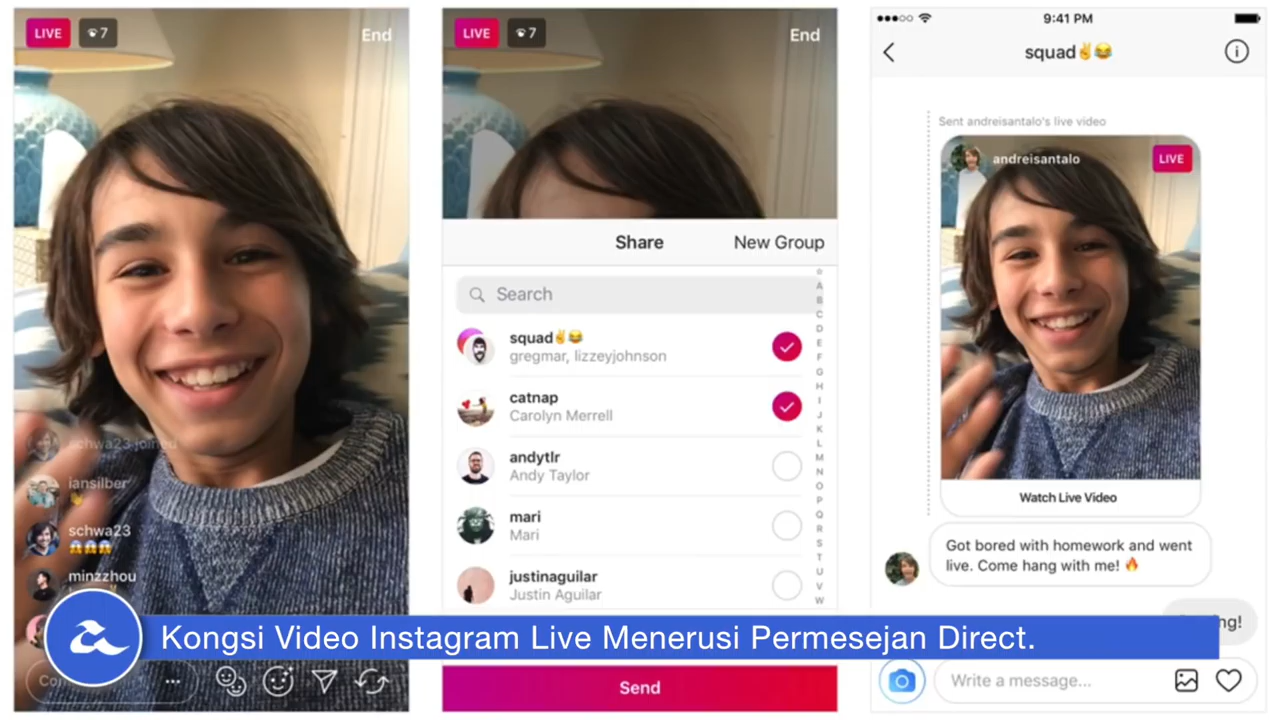 LIVE
7
End
schwa23 joined
iansilber
👋
schwa23
😱😱😱
minzzhou
LIVE
7
End
Share
New Group
Search
squad✌️😂
gregmar, lizzeyjohnson
catnap
Carolyn Merrell
andytlr
Andy Taylor
mari
Mari
justinaguilar
Justin Aguilar
☆
A
B
C
D
E
F
G
H
I
J
K
L
M
N
O
P
Q
R
S
T
U
V
W
Send
9:41 PM
squad✌️😂
Sent andreisantalo's live video
andreisantalo
LIVE
Watch Live Video
Got bored with homework and went
live. Come hang with me! 🔥
Write a message...
Kongsi Video Instagram Live Menerusi Permesejan Direct.